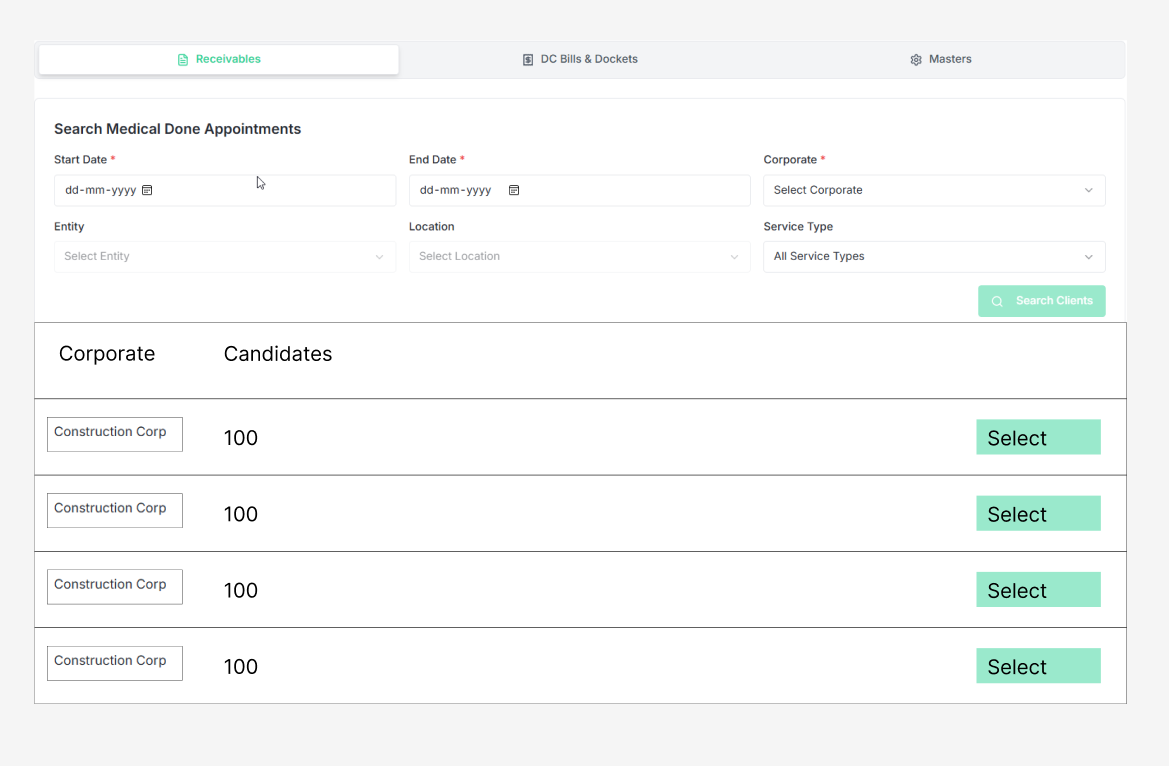 Receivables
DC Bills & Dockets
Masters
Search Medical Done Appointments
Start Date *
End Date *
Corporate *
dd-mm-yyyy
dd-mm-yyyy
Select Corporate
Entity
Location
Service Type
Select Entity
Select Location
All Service Types
Search Clients
Corporate Candidates
Construction Corp 100 Select
Construction Corp 100 Select
Construction Corp 100 Select
Construction Corp 100 Select